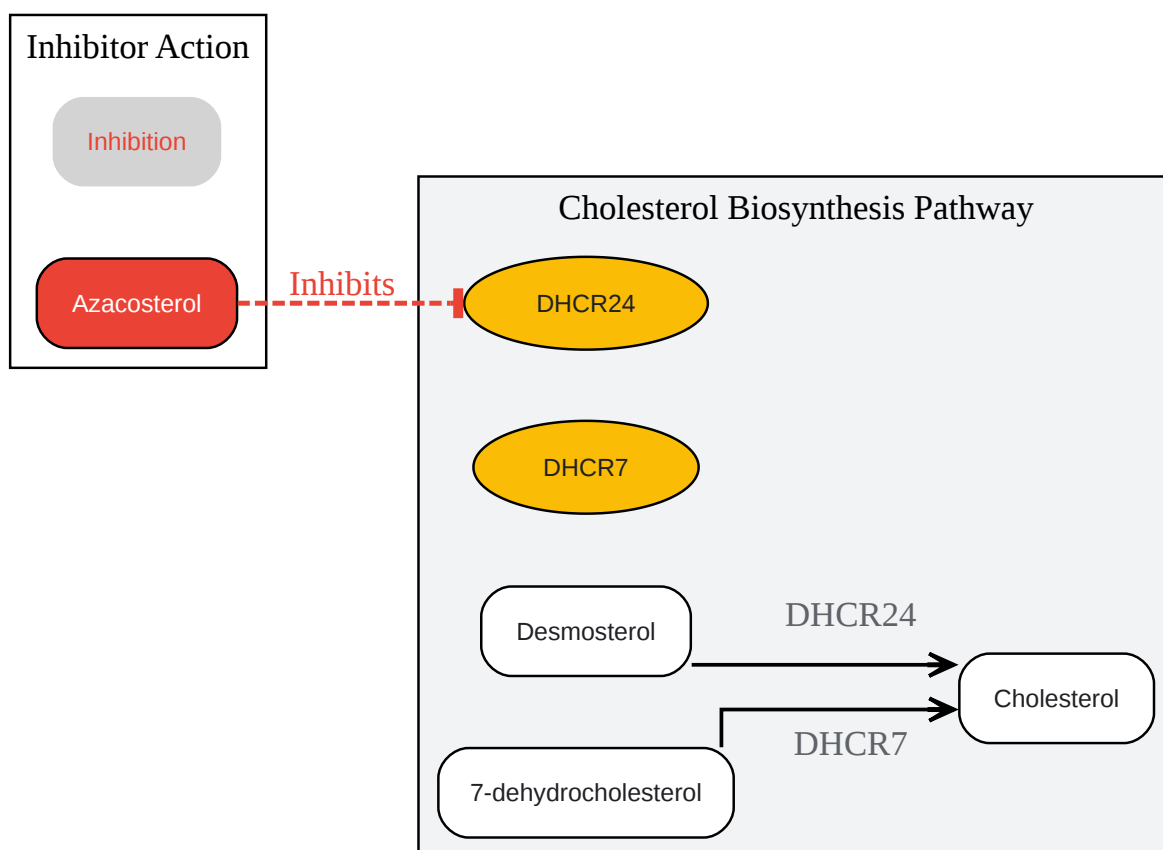 Inhibitor Action
Inhibition
Azacosterol
Inhibits
Cholesterol Biosynthesis Pathway
DHCR24
DHCR7
Desmosterol
DHCR24
Cholesterol
DHCR7
7-dehydrocholesterol